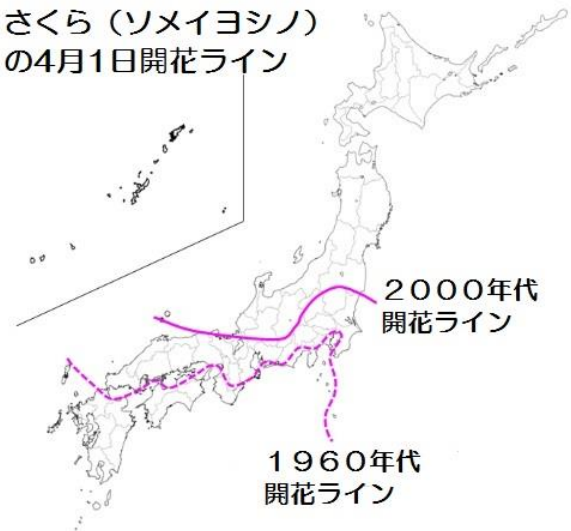 さくら（ソメイヨシノ）
の4月1日開花ライン
２０００年代
開花ライン
１９６０年代
開花ライン